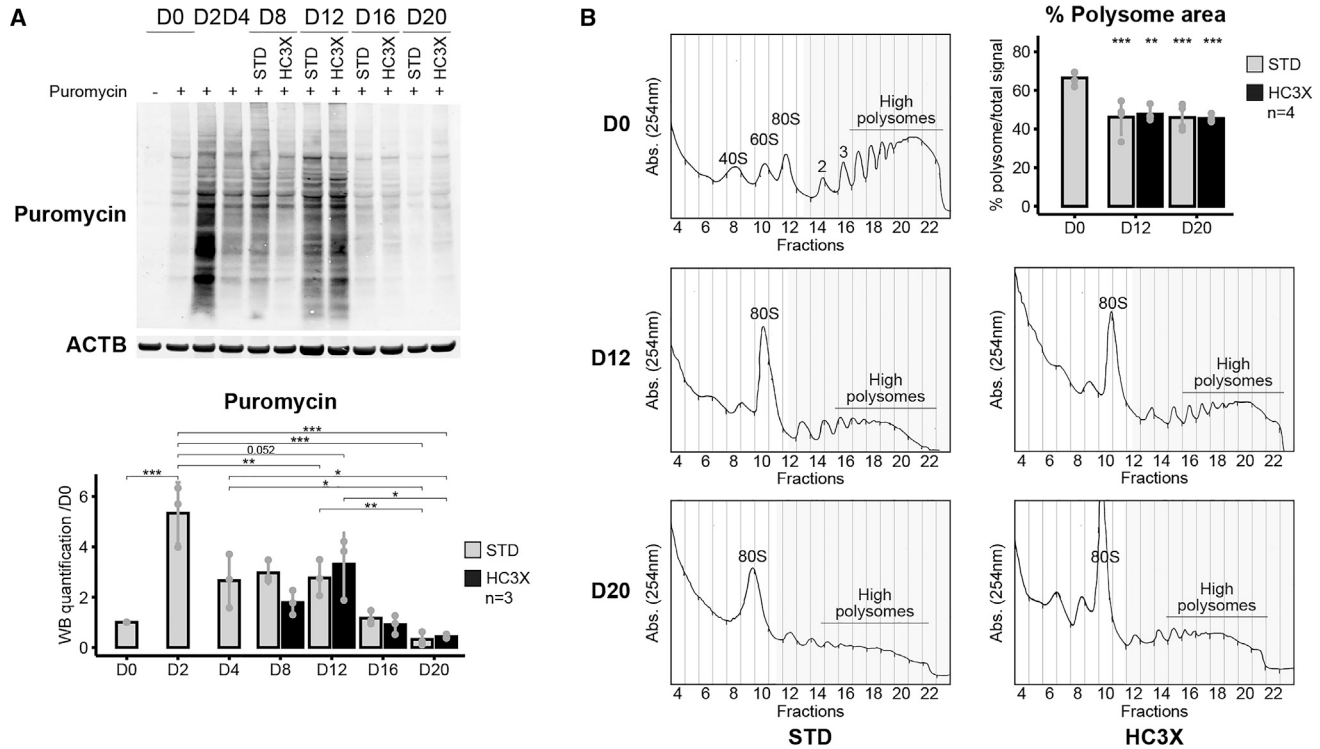 A
D0 D2 D4 D8 D12 D16 D20
STD HC3X STD HC3X STD HC3X STD HC3X
Puromycin - + + + + + + + + + + +
Puromycin
ACTB
Puromycin
***
***
0.052
** *
*** *
*
**
WB quantification /D0
6
4
2
0
D0 D2 D4 D8 D12 D16 D20
STD
HC3X
n=3
B
D0
Abs. (254nm)
40S 60S 80S 2 3
High
polysomes
4 6 8 10 12 14 16 18 20 22
Fractions
% Polysome area
*** ** *** ***
% polysome/total signal
80
60
40
20
0
D0 D12 D20
STD
HC3X
n=4
D12
Abs. (254nm)
80S
High
polysomes
4 6 8 10 12 14 16 18 20 22
Fractions
Abs. (254nm)
80S
High
polysomes
4 6 8 10 12 14 16 18 20 22
Fractions
D20
Abs. (254nm)
80S
High
polysomes
4 6 8 10 12 14 16 18 20 22
Fractions
STD
Abs. (254nm)
80S
High
polysomes
4 6 8 10 12 14 16 18 20 22
Fractions
HC3X